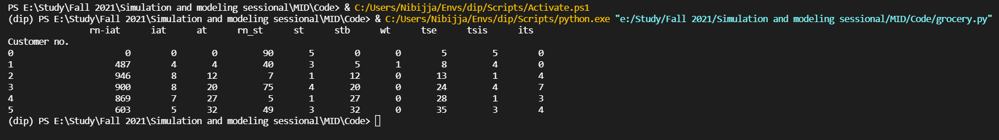 PS E:\Study\Fall 2021\Simulation and modeling sessional\MID\Code> & C:/Users/Nibijja/Envs/dip/Scripts/Activate.ps1
(dip) PS E:\Study\Fall 2021\Simulation and modeling sessional\MID\Code> & C:/Users/Nibijja/Envs/dip/Scripts/python.exe "e:/Study/Fall 2021/Simulation and modeling sessional/MID/Code/grocery.py"
rn-iat iat at rn_st st stb wt tse tsis its
Customer no.
0 0 0 0 90 5 0 0 5 5 0
1 487 4 4 40 3 5 1 8 4 0
2 946 8 12 7 1 12 0 13 1 4
3 900 8 20 75 4 20 0 24 4 7
4 869 7 27 5 1 27 0 28 1 3
5 603 5 32 49 3 32 0 35 3 4
(dip) PS E:\Study\Fall 2021\Simulation and modeling sessional\MID\Code>